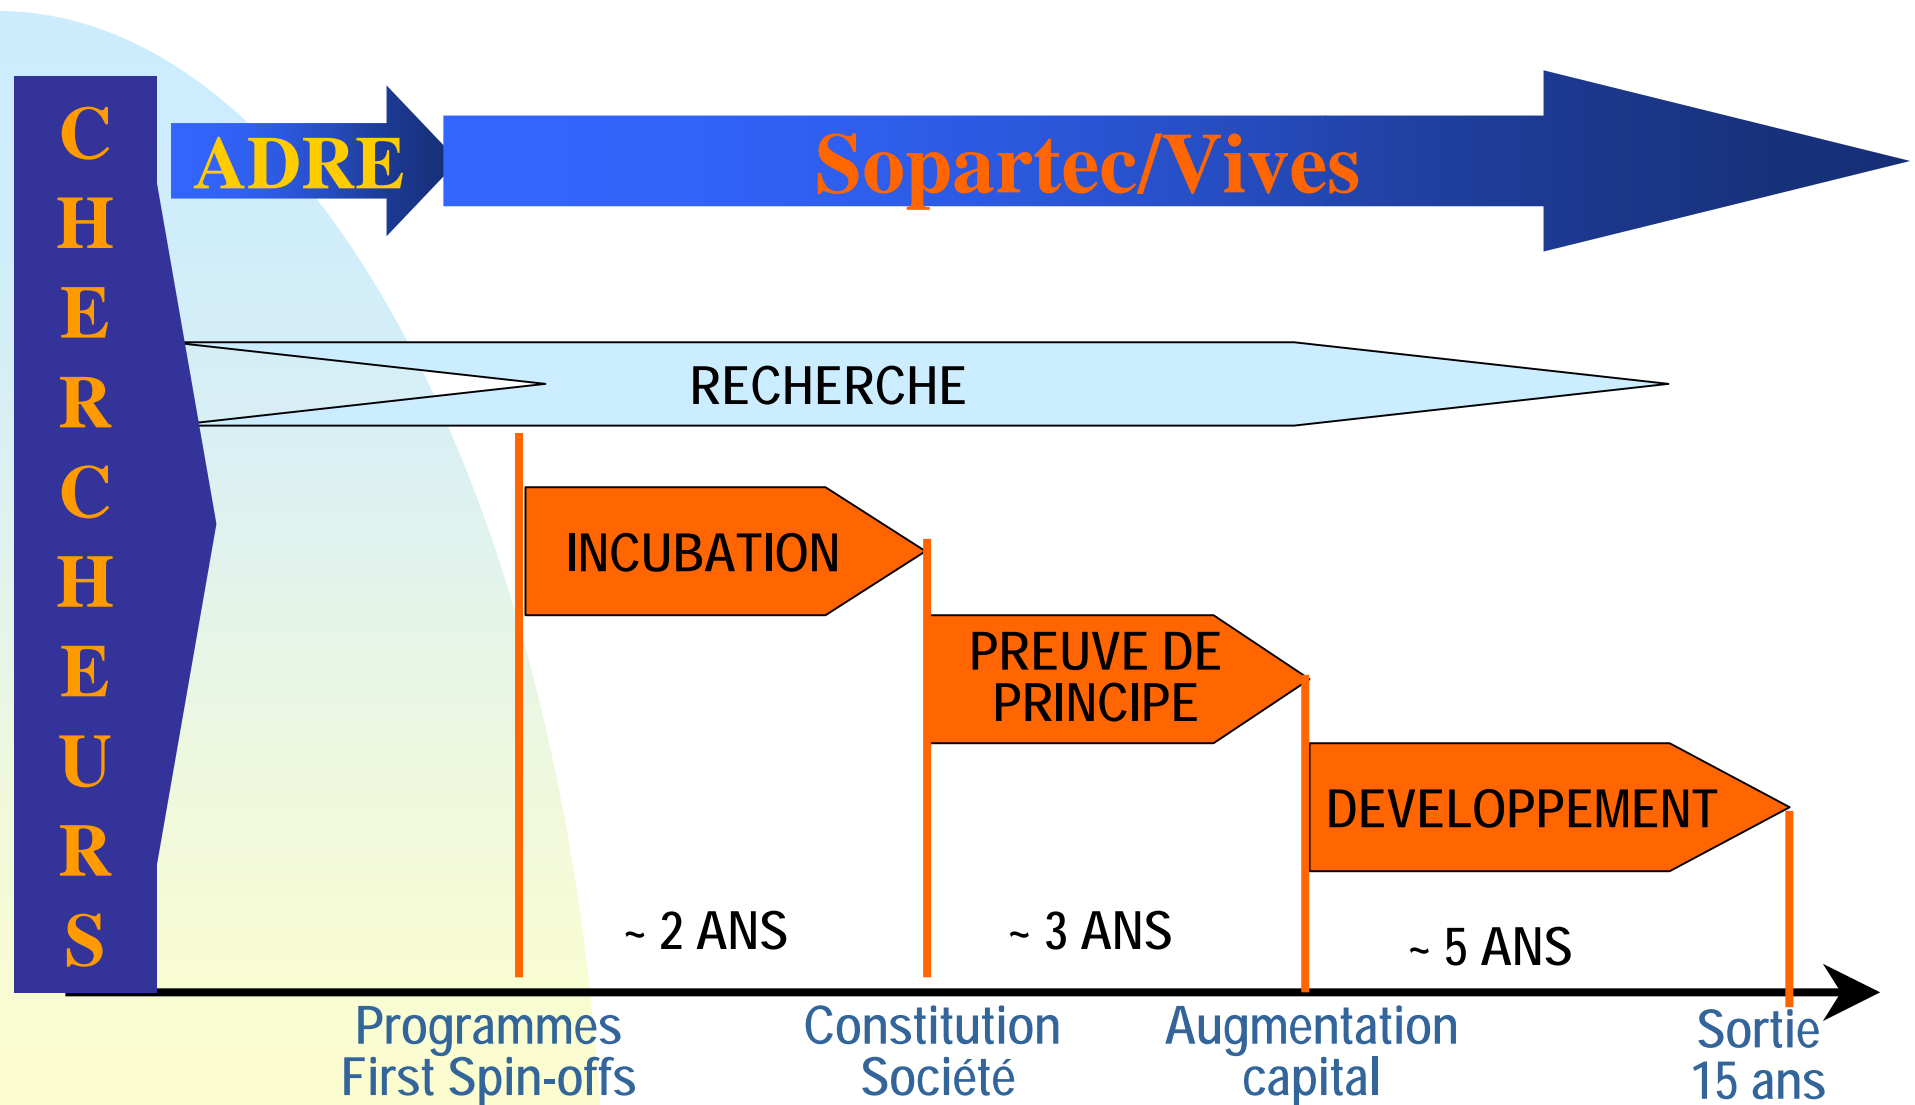 CHERCHEURS
ADRE
Sopartec/Vives
RECHERCHE
INCUBATION
PREUVE DE
PRINCIPE
DEVELOPPEMENT
~ 2 ANS
~ 3 ANS
~ 5 ANS
Programmes
First Spin-offs
Constitution
Société
Augmentation
capital
Sortie
15 ans